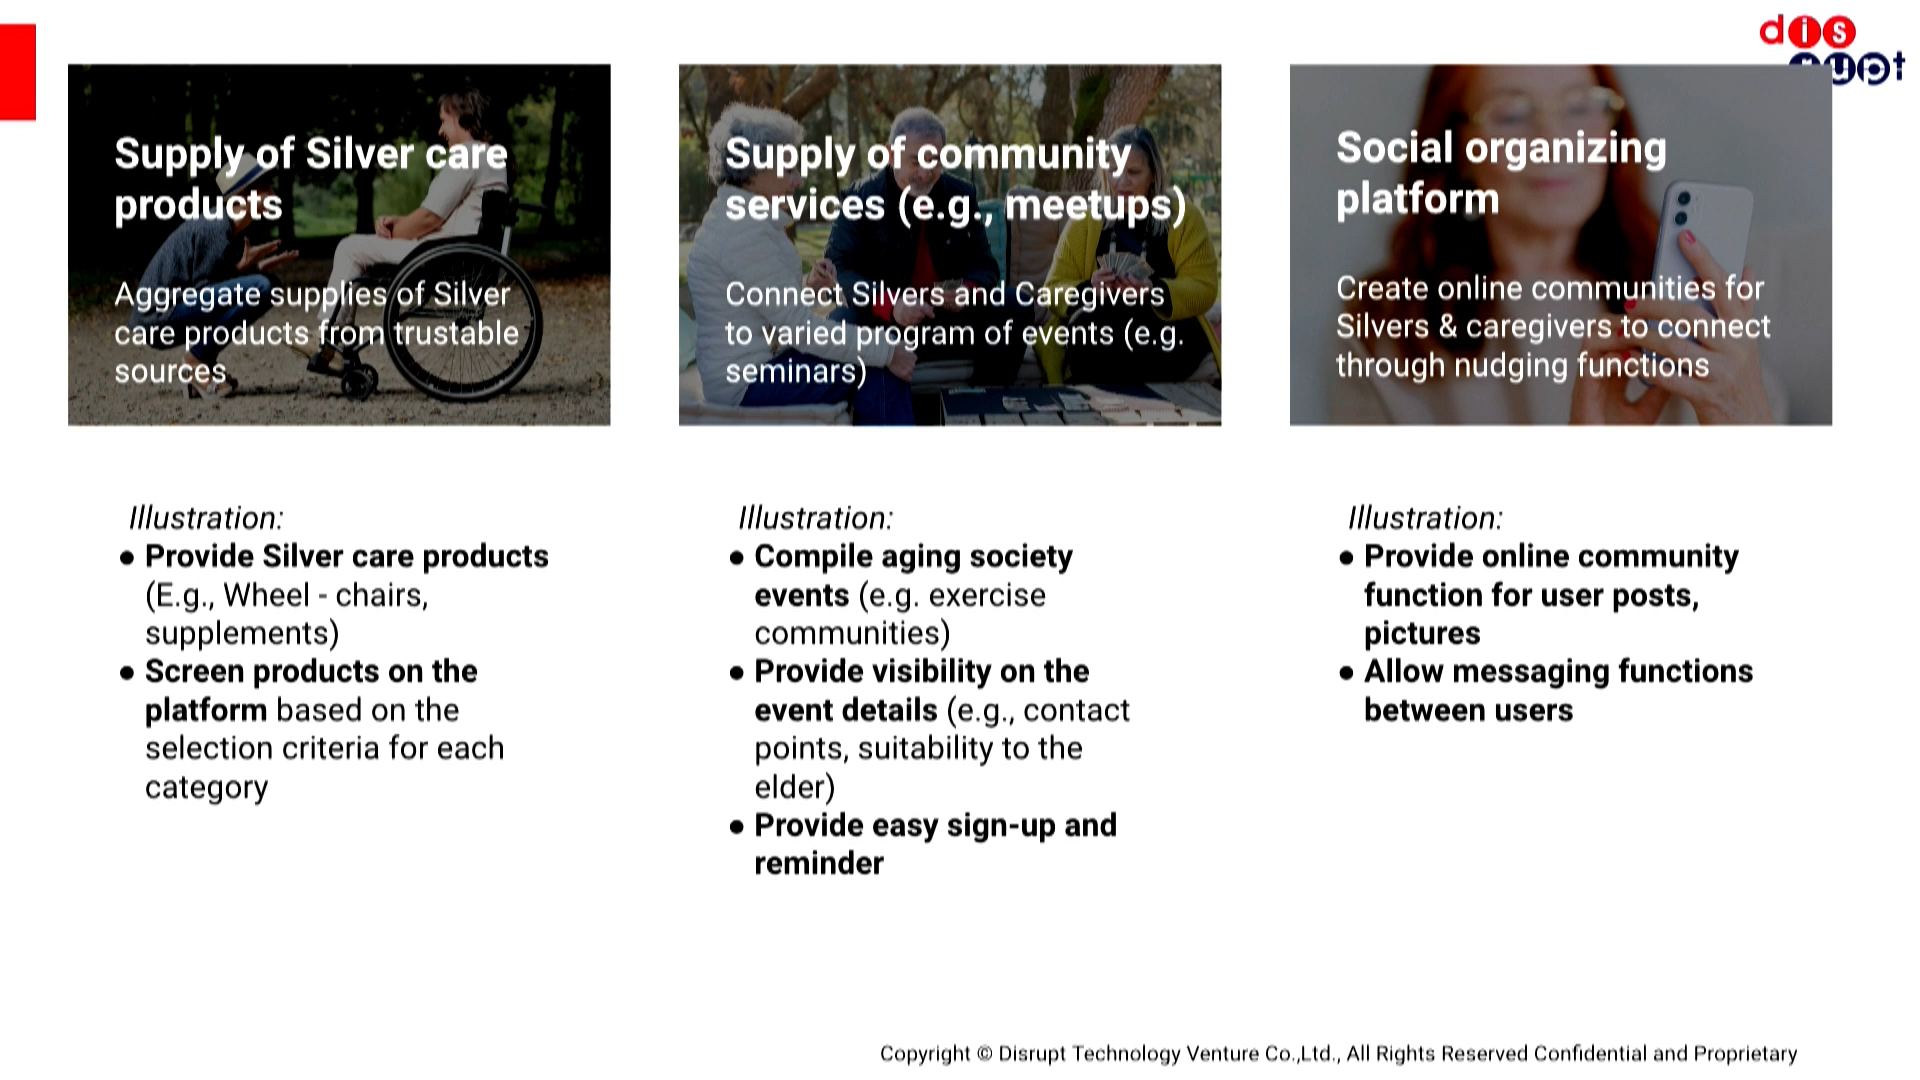 dis
rupt
Supply of Silver care
products
Aggregate supplies of Silver
care products from trustable
sources
Supply of community
services (e.g., meetups)
Connect Silvers and Caregivers
to varied program of events (e.g.
seminars)
Social organizing
platform
Create online communities for
Silvers & caregivers to connect
through nudging functions
Illustration:
● Provide Silver care products
(E.g., Wheel - chairs,
supplements)
● Screen products on the
platform based on the
selection criteria for each
category
Illustration:
● Compile aging society
events (e.g. exercise
communities)
● Provide visibility on the
event details (e.g., contact
points, suitability to the
elder)
● Provide easy sign-up and
reminder
Illustration:
● Provide online community
function for user posts,
pictures
● Allow messaging functions
between users
Copyright © Disrupt Technology Venture Co.,Ltd., All Rights Reserved Confidential and Proprietary